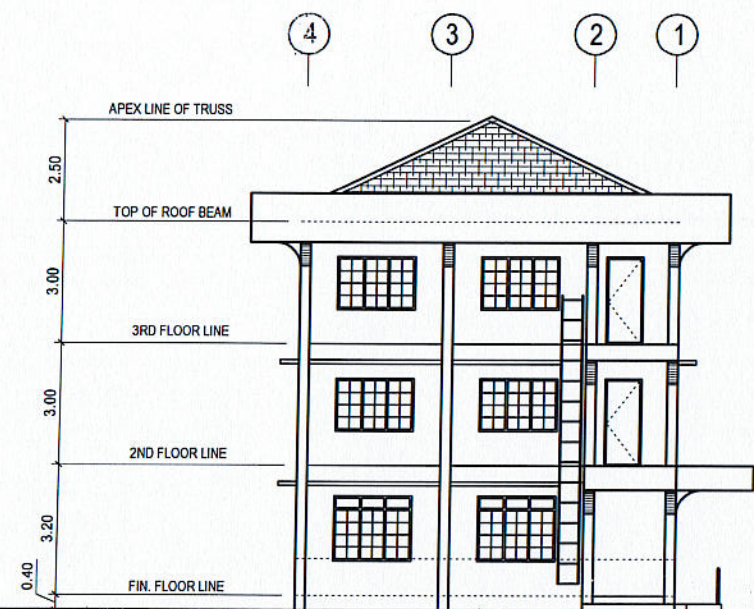 4 3 2 1
APEX LINE OF TRUSS
2.50
TOP OF ROOF BEAM
3.00
3RD FLOOR LINE
3.00
2ND FLOOR LINE
3.20
0.40
FIN. FLOOR LINE